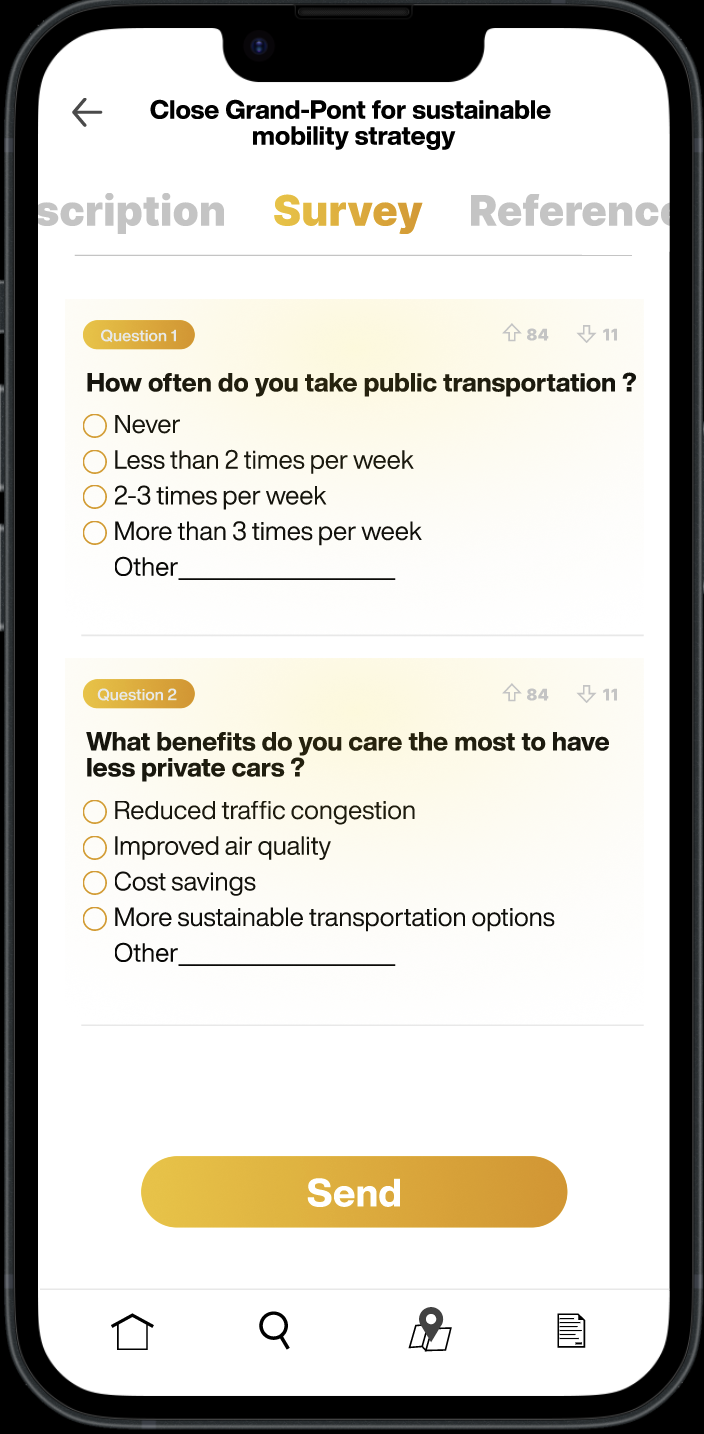 Close Grand-Pont for sustainable
mobility strategy
scription Survey Reference
Question 1 84 11
How often do you take public transportation ?
Never
Less than 2 times per week
2-3 times per week
More than 3 times per week
Other
Question 2 84 11
What benefits do you care the most to have
less private cars ?
Reduced traffic congestion
Improved air quality
Cost savings
More sustainable transportation options
Other
Send